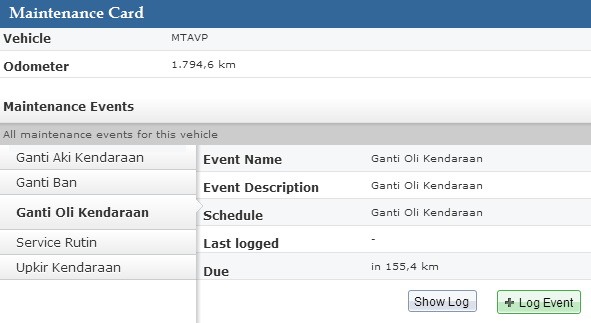 Maintenance Card
Vehicle MTAVP
Odometer 1.794,6 km
Maintenance Events
All maintenance events for this vehicle
Ganti Aki Kendaraan
Ganti Ban
Ganti Oli Kendaraan
Service Rutin
Upkir Kendaraan
Event Name Ganti Oli Kendaraan
Event Description Ganti Oli Kendaraan
Schedule Ganti Oli Kendaraan
Last logged -
Due in 155,4 km
Show Log
+ Log Event